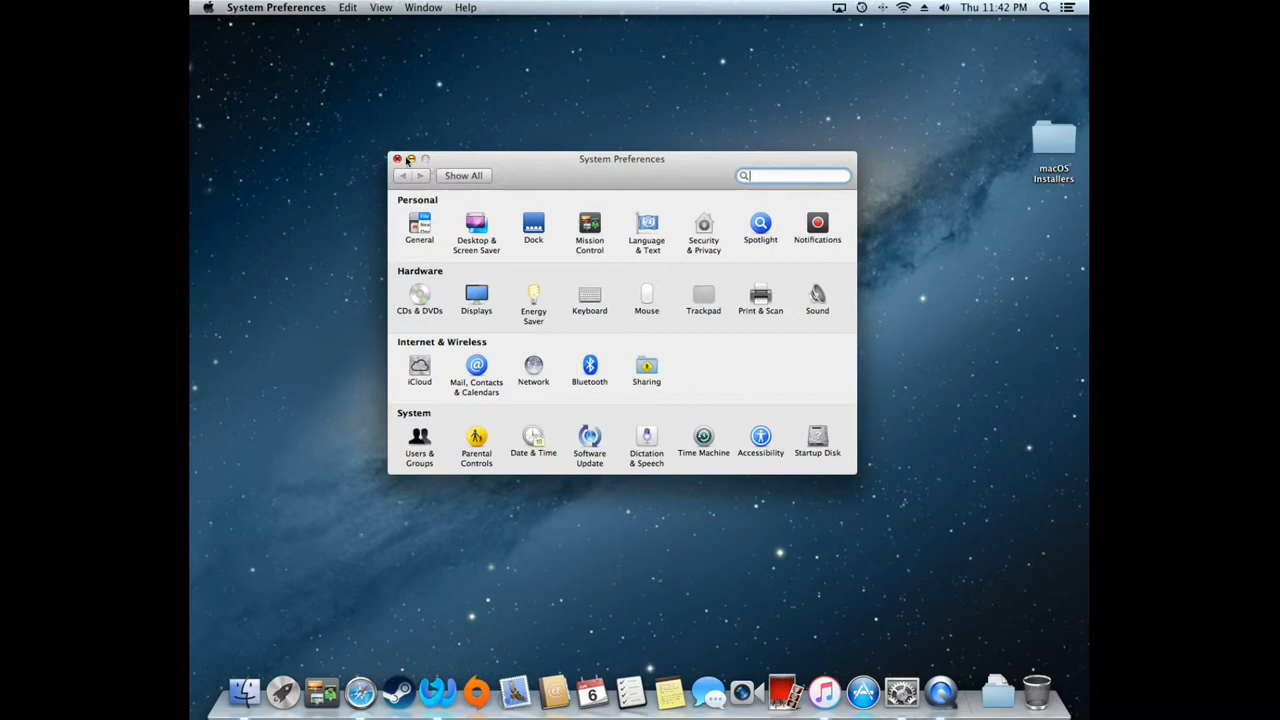 System Preferences Edit View Window Help Thu 11:42 PM
macOS
Installers
System Preferences
Show All
Personal
General Desktop & Screen Saver Dock Mission Control Language & Text Security & Privacy Spotlight Notifications
Hardware
CDs & DVDs Displays Energy Saver Keyboard Mouse Trackpad Print & Scan Sound
Internet & Wireless
iCloud Mail, Contacts & Calendars Network Bluetooth Sharing
System
Users & Groups Parental Controls Date & Time Software Update Dictation & Speech Time Machine Accessibility Startup Disk
6